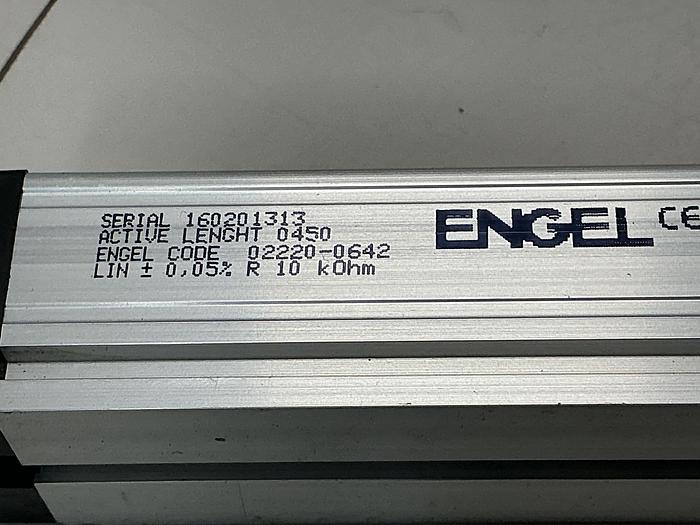 SERIAL 160201313
ACTIVE LENGHT 0450
ENGEL CODE 02220-0642
LIN ± 0,05% R 10 kOhm
ENGEL CE